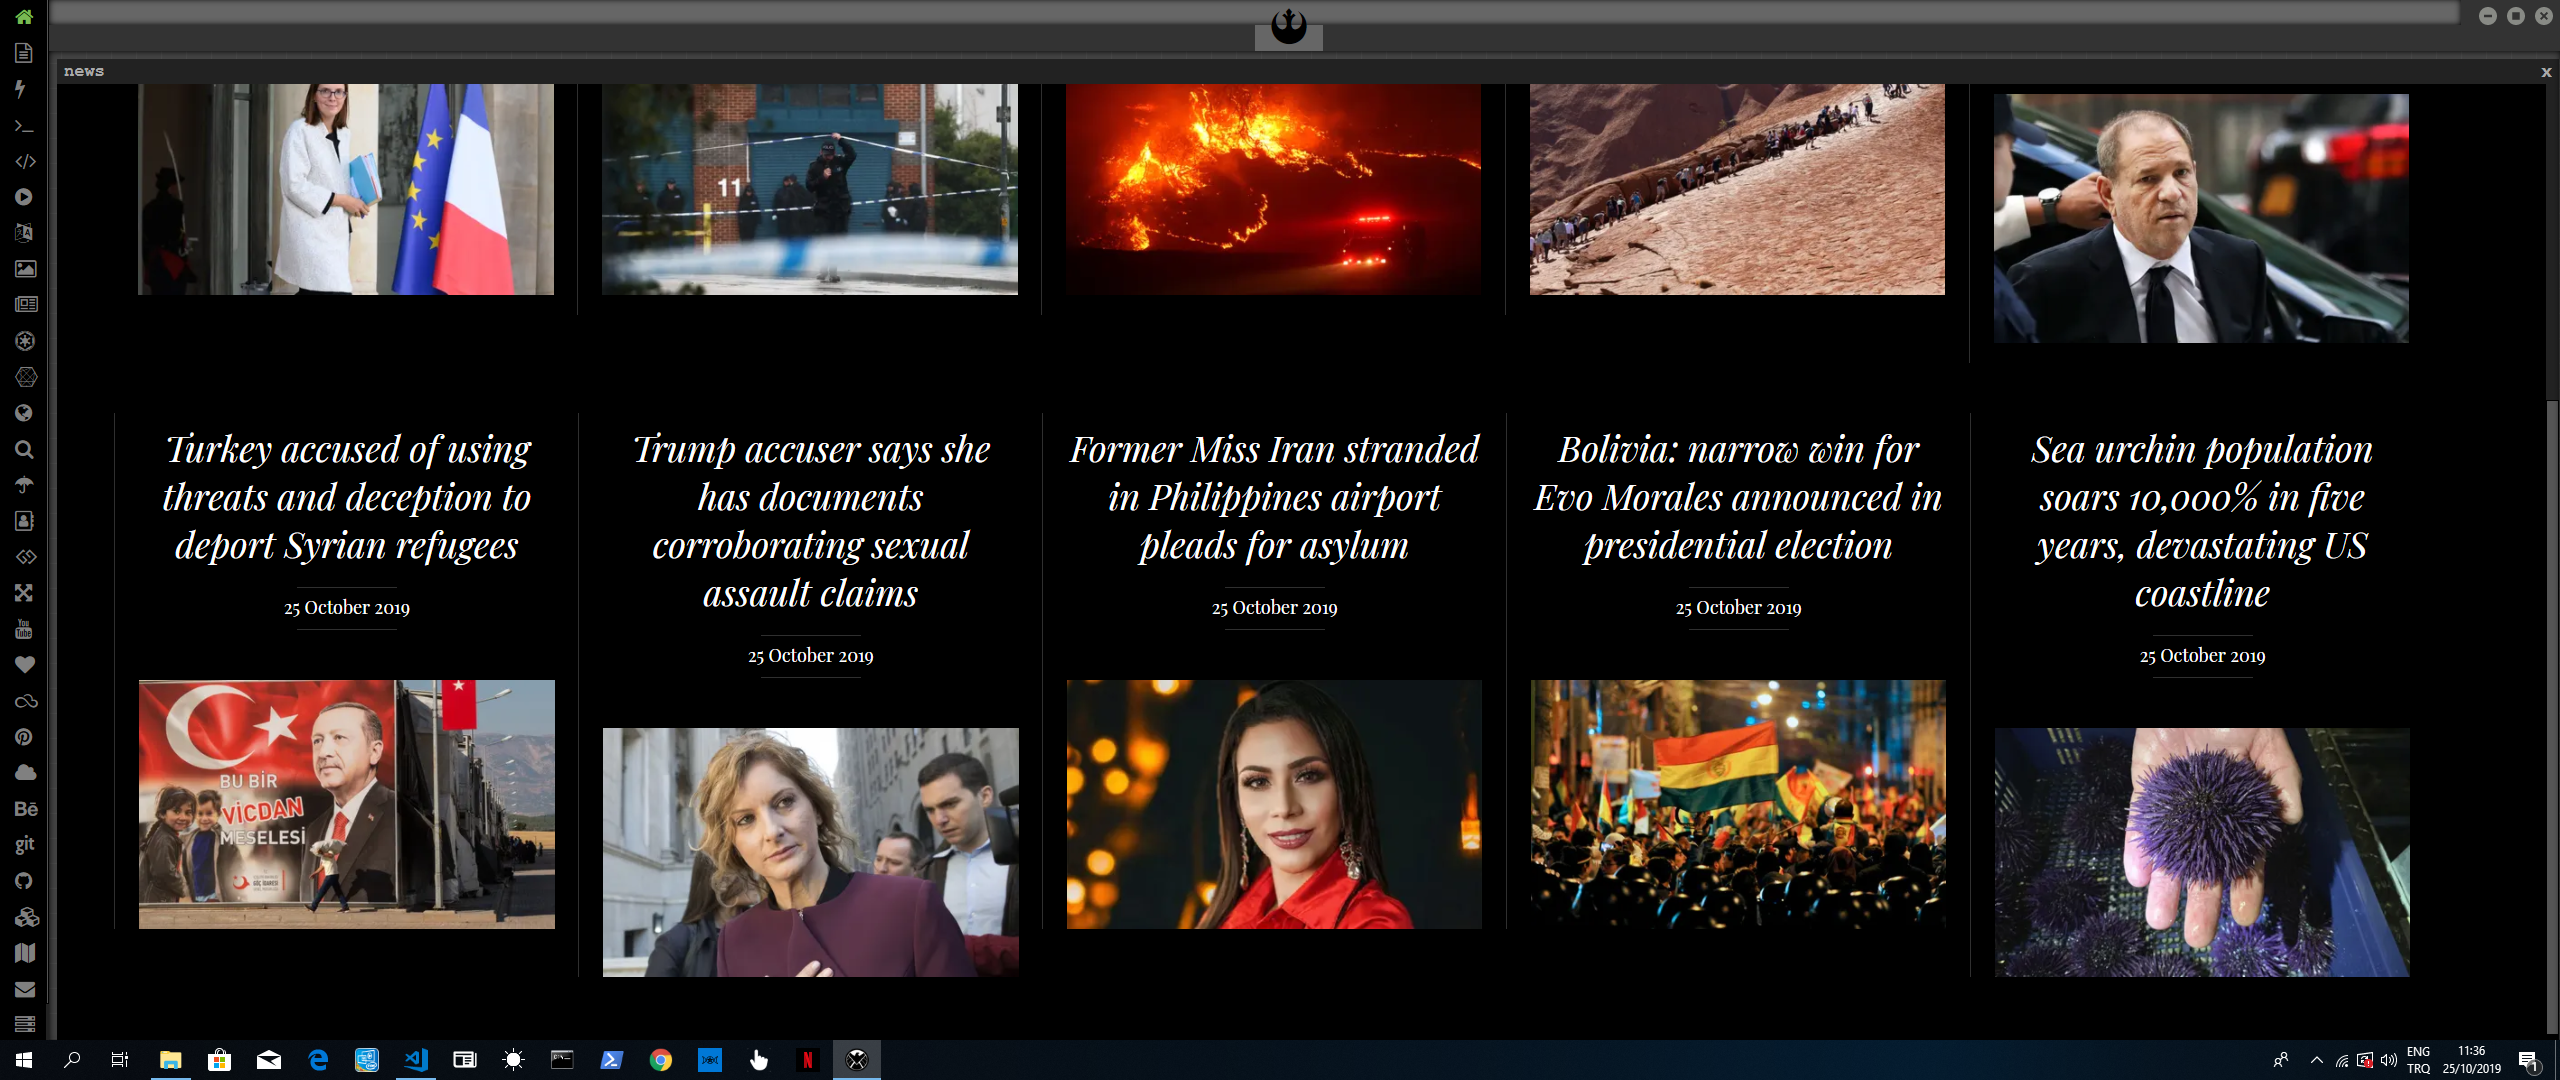 news
x
11
Turkey accused of using
threats and deception to
deport Syrian refugees
25 October 2019
BU BİR
VİCDAN
MESELESİ
Trump accuser says she
has documents
corroborating sexual
assault claims
25 October 2019
Former Miss Iran stranded
in Philippines airport
pleads for asylum
25 October 2019
Bolivia: narrow win for
Evo Morales announced in
presidential election
25 October 2019
Sea urchin population
soars 10,000% in five
years, devastating US
coastline
25 October 2019
You
Tube
Bē
git
N
ENG
TRQ
11:36
25/10/2019
1